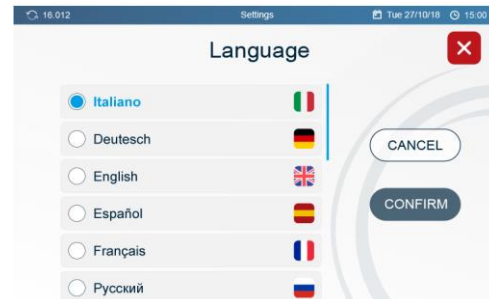 16.012 Settings Tue 27/10/18 15:00
Language
Italiano
Deutesch
English
Español
Français
Русский
CANCEL
CONFIRM